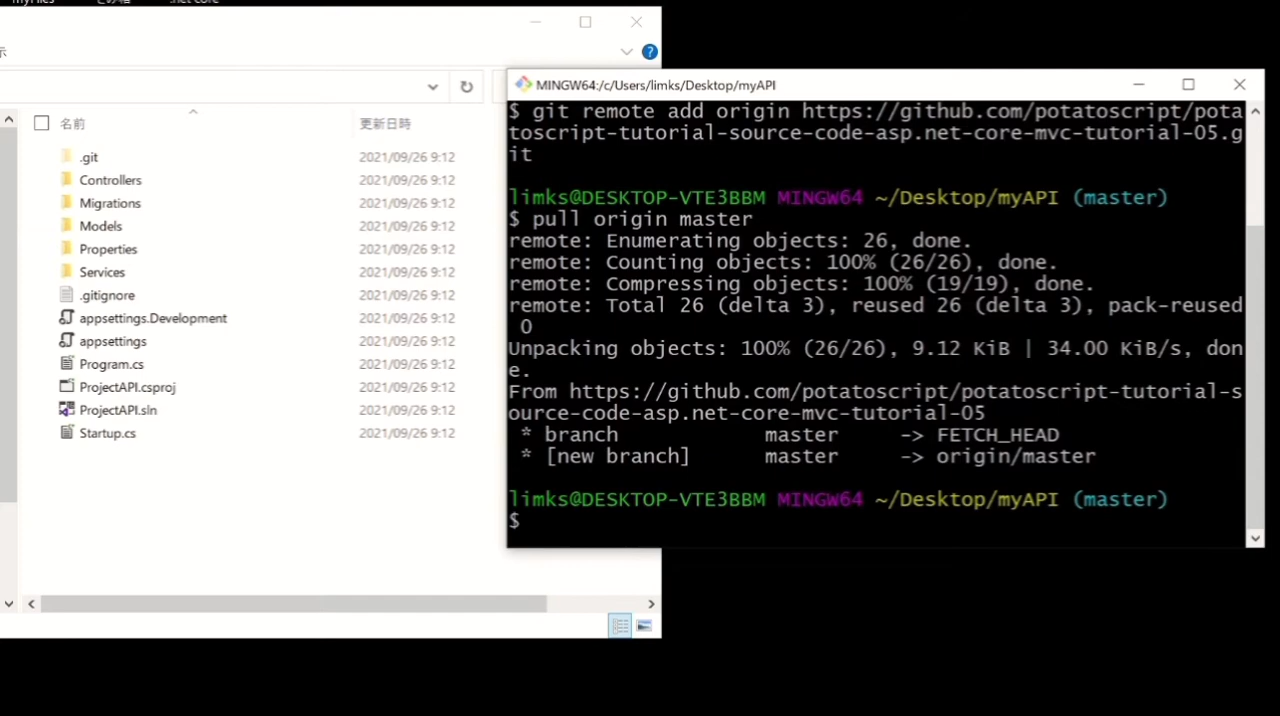 myFiles
ごみ箱
.net core
示
?
名前
更新日時
.git 2021/09/26 9:12
Controllers 2021/09/26 9:12
Migrations 2021/09/26 9:12
Models 2021/09/26 9:12
Properties 2021/09/26 9:12
Services 2021/09/26 9:12
.gitignore 2021/09/26 9:12
appsettings.Development 2021/09/26 9:12
appsettings 2021/09/26 9:12
Program.cs 2021/09/26 9:12
ProjectAPI.csproj 2021/09/26 9:12
ProjectAPI.sln 2021/09/26 9:12
Startup.cs 2021/09/26 9:12
MINGW64:/c/Users/limks/Desktop/myAPI
$ git remote add origin https://github.com/potatoscript/pota
toscript-tutorial-source-code-asp.net-core-mvc-tutorial-05.g
it
limks@DESKTOP-VTE3BBM MINGW64 ~/Desktop/myAPI (master)
$ pull origin master
remote: Enumerating objects: 26, done.
remote: Counting objects: 100% (26/26), done.
remote: Compressing objects: 100% (19/19), done.
remote: Total 26 (delta 3), reused 26 (delta 3), pack-reused
0
Unpacking objects: 100% (26/26), 9.12 KiB | 34.00 KiB/s, don
e.
From https://github.com/potatoscript/potatoscript-tutorial-s
ource-code-asp.net-core-mvc-tutorial-05
* branch master -> FETCH_HEAD
* [new branch] master -> origin/master
limks@DESKTOP-VTE3BBM MINGW64 ~/Desktop/myAPI (master)
$